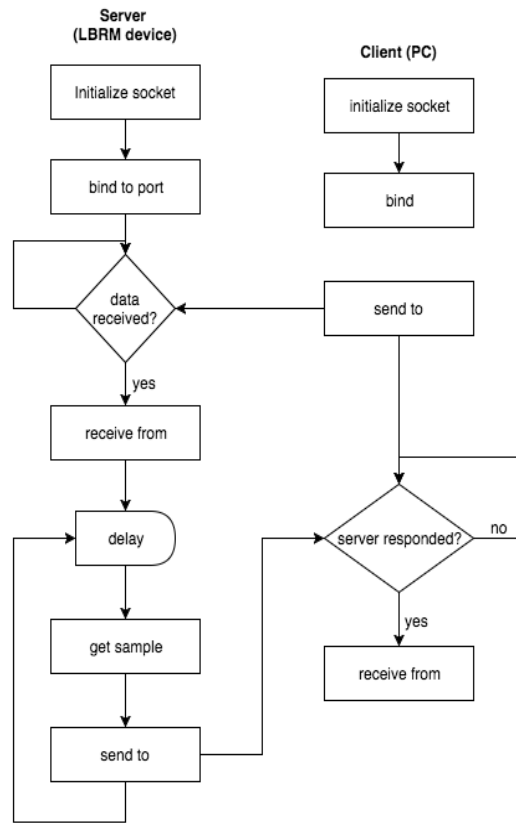 Server
(LBRM device)
Initialize socket
bind to port
data
received?
yes
receive from
delay
get sample
send to
Client (PC)
initialize socket
bind
send to
server responded?
no
yes
receive from